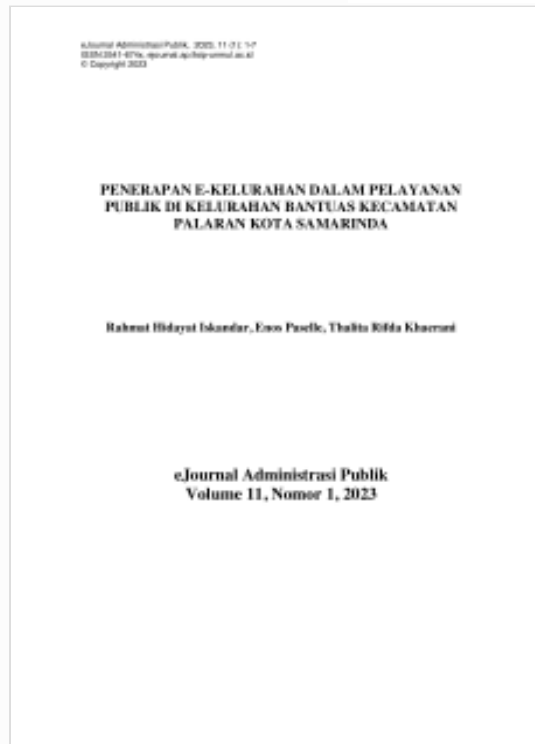 eJournal Administrasi Publik, 2023, 11 (1): 1-7
© Copyright 2023
PENERAPAN E-KELURAHAN DALAM PELAYANAN
PUBLIK DI KELURAHAN BANTUAS KECAMATAN
PALARAN KOTA SAMARINDA
Rahmat Hidayat Iskandar, Enos Paselle, Thalita Rifda Khaerani
eJournal Administrasi Publik
Volume 11, Nomor 1, 2023